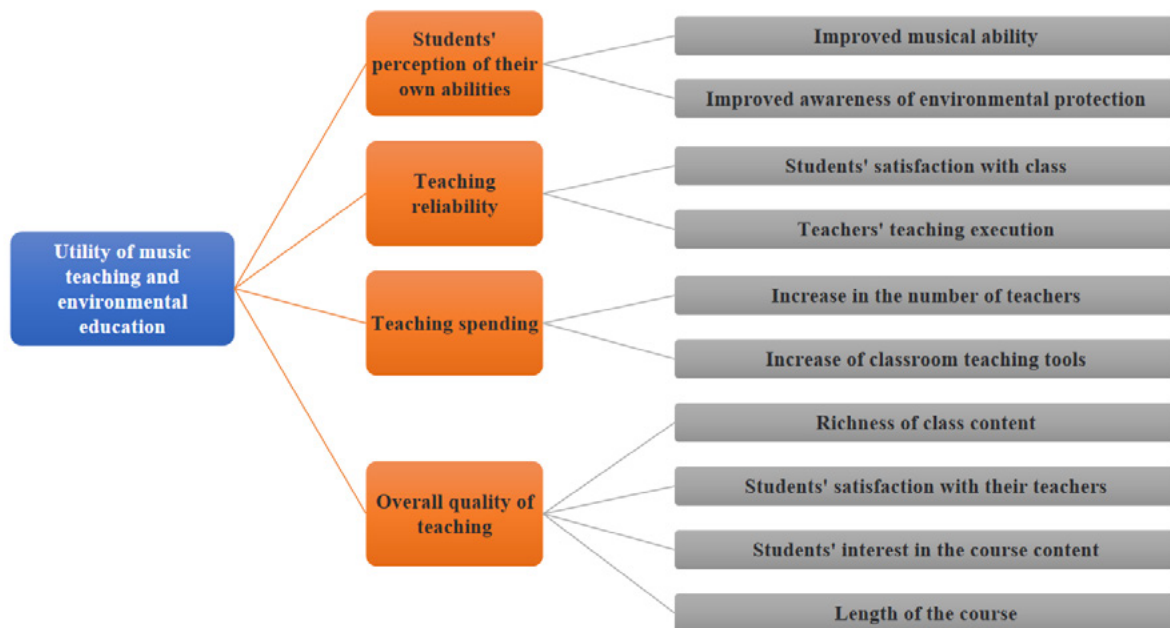 Utility of music
teaching and
environmental
education
Students'
perception of their
own abilities
Improved musical ability
Improved awareness of environmental protection
Teaching
reliability
Students' satisfaction with class
Teachers' teaching execution
Teaching spending
Increase in the number of teachers
Increase of classroom teaching tools
Overall quality of
teaching
Richness of class content
Students' satisfaction with their teachers
Students' interest in the course content
Length of the course